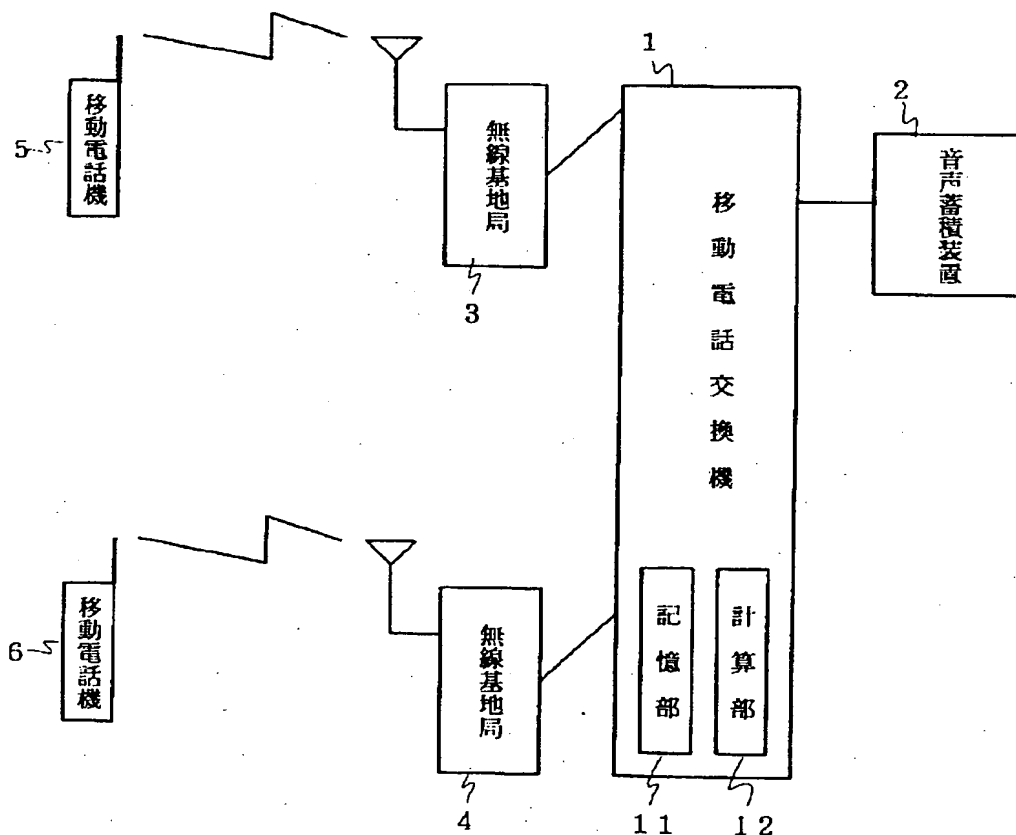 1
2
移動電話機
5
無線基地局
3
移動電話交換機
音声蓄積装置
移動電話機
6
無線基地局
4
記憶部
計算部
11
12